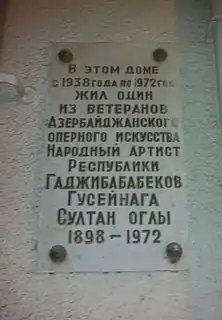 В этом доме
с 1938 года по 1972 год
жил один
из ветеранов
Азербайджанского
оперного искусства
Народный артист
Республики
Гаджибабабеков
Гусейнага
Султан оглы
1898 – 1972